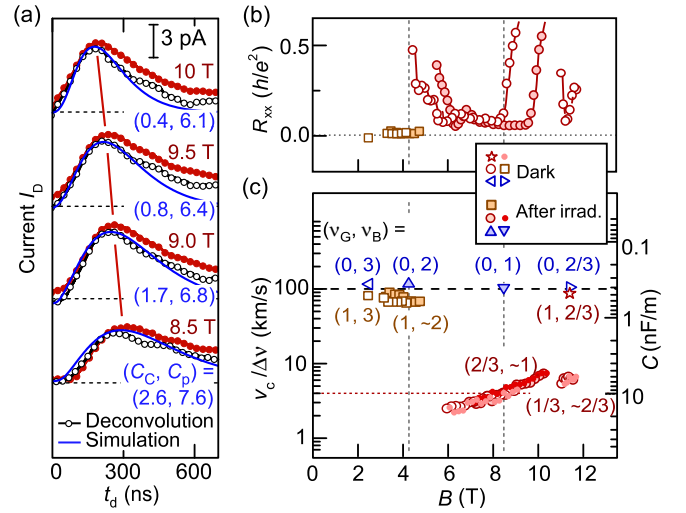 (a)
3 pA
10 T
(0.4, 6.1)
9.5 T
(0.8, 6.4)
9.0 T
(1.7, 6.8)
8.5 T
(C_C, C_p) =
(2.6, 7.6)
Deconvolution
Simulation
Current I_D
0
300
600
t_d (ns)
(b)
R_xx (h/e²)
0.5
0.0
Dark
After irrad.
(c)
(ν_G, ν_B) =
(0, 3)
(0, 2)
(0, 1)
(0, 2/3)
(1, 3)
(1, ~2)
(1, 2/3)
(2/3, ~1)
(1/3, ~2/3)
v_c/Δν (km/s)
100
10
1
0.1
1
10
C (nF/m)
0
2
4
6
8
10
12
B (T)